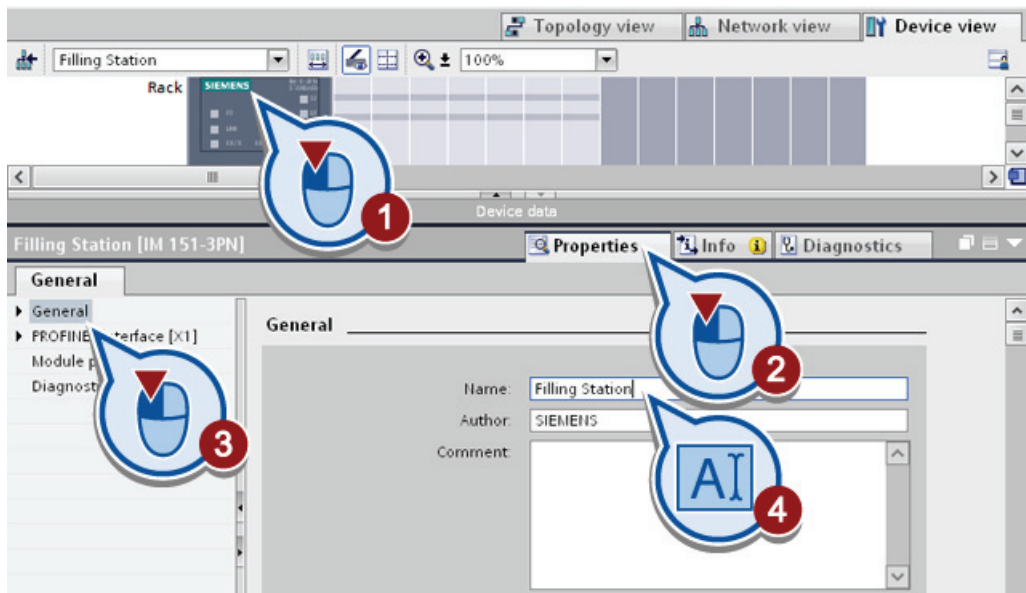 Topology view
Network view
Device view
Filling Station
100%
Rack
SIEMENS
1
Device data
Filling Station [IM 151-3PN]
Properties
Info
Diagnostics
General
General
General
PROFINE terface [X1]
Module p
Diagnost
2
Name:
Filling Station
Author:
SIEMENS
3
Comment:
A
4